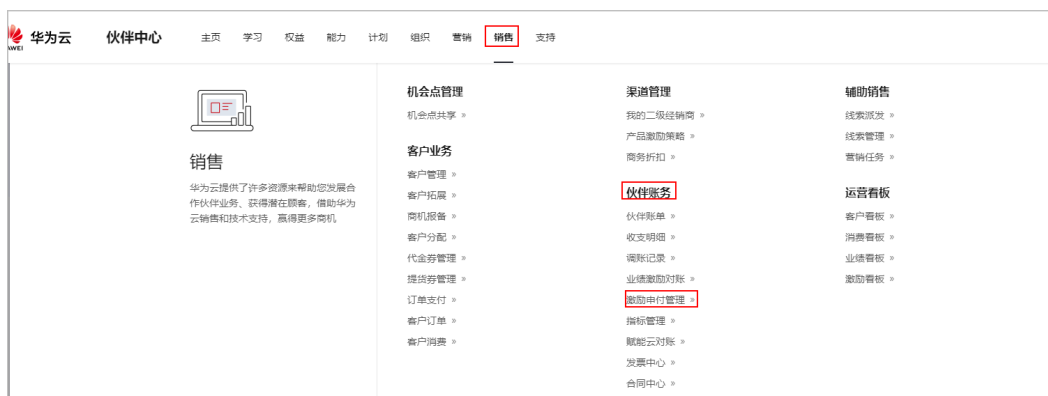 华为云 伙伴中心 主页 学习 权益 能力 计划 组织 营销 销售 支持
销售
华为云提供了许多资源来帮助您发展合
作伙伴业务、获得潜在顾客，借助华为
云销售和技术支持，赢得更多商机
机会点管理
机会点共享 »
客户业务
客户管理 »
客户拓展 »
商机报备 »
客户分配 »
代金券管理 »
提货券管理 »
订单支付 »
客户订单 »
客户消费 »
渠道管理
我的二级经销商 »
产品激励策略 »
商务折扣 »
伙伴账务
伙伴账单 »
收支明细 »
调账记录 »
业绩激励对账 »
激励申付管理 »
指标管理 »
赋能云对账 »
发票中心 »
合同中心 »
辅助销售
线索派发 »
线索管理 »
营销任务 »
运营看板
客户看板 »
消费看板 »
业绩看板 »
激励看板 »